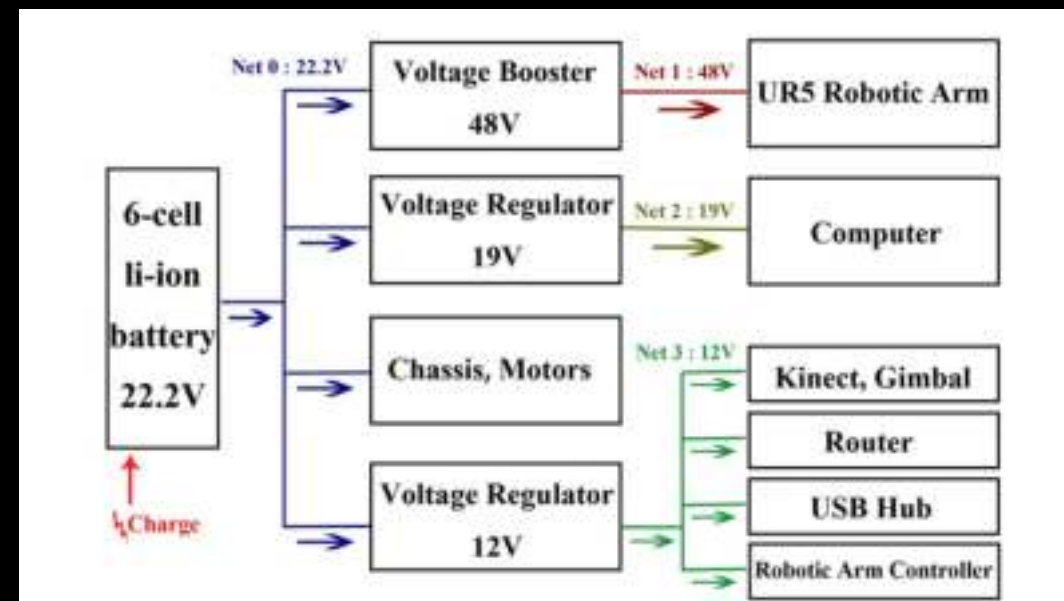 Net 0 : 22.2V
Voltage Booster
48V
Net 1 : 48V
UR5 Robotic Arm
6-cell
li-ion
battery
22.2V
Voltage Regulator
19V
Net 2 : 19V
Computer
Chassis, Motors
Net 3 : 12V
Kinect, Gimbal
Router
Voltage Regulator
12V
USB Hub
Robotic Arm Controller
Charge